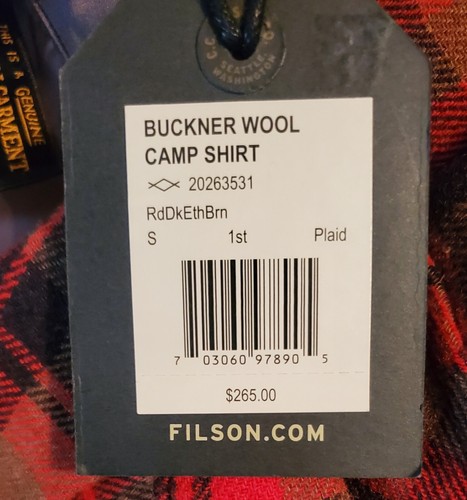 THIS IS A GENUINE
GARMENT
SEATTLE,
WASHINGTON
BUCKNER WOOL
CAMP SHIRT
20263531
RdDkEthBrn
S 1st Plaid
7 03060 97890 5
$265.00
FILSON.COM